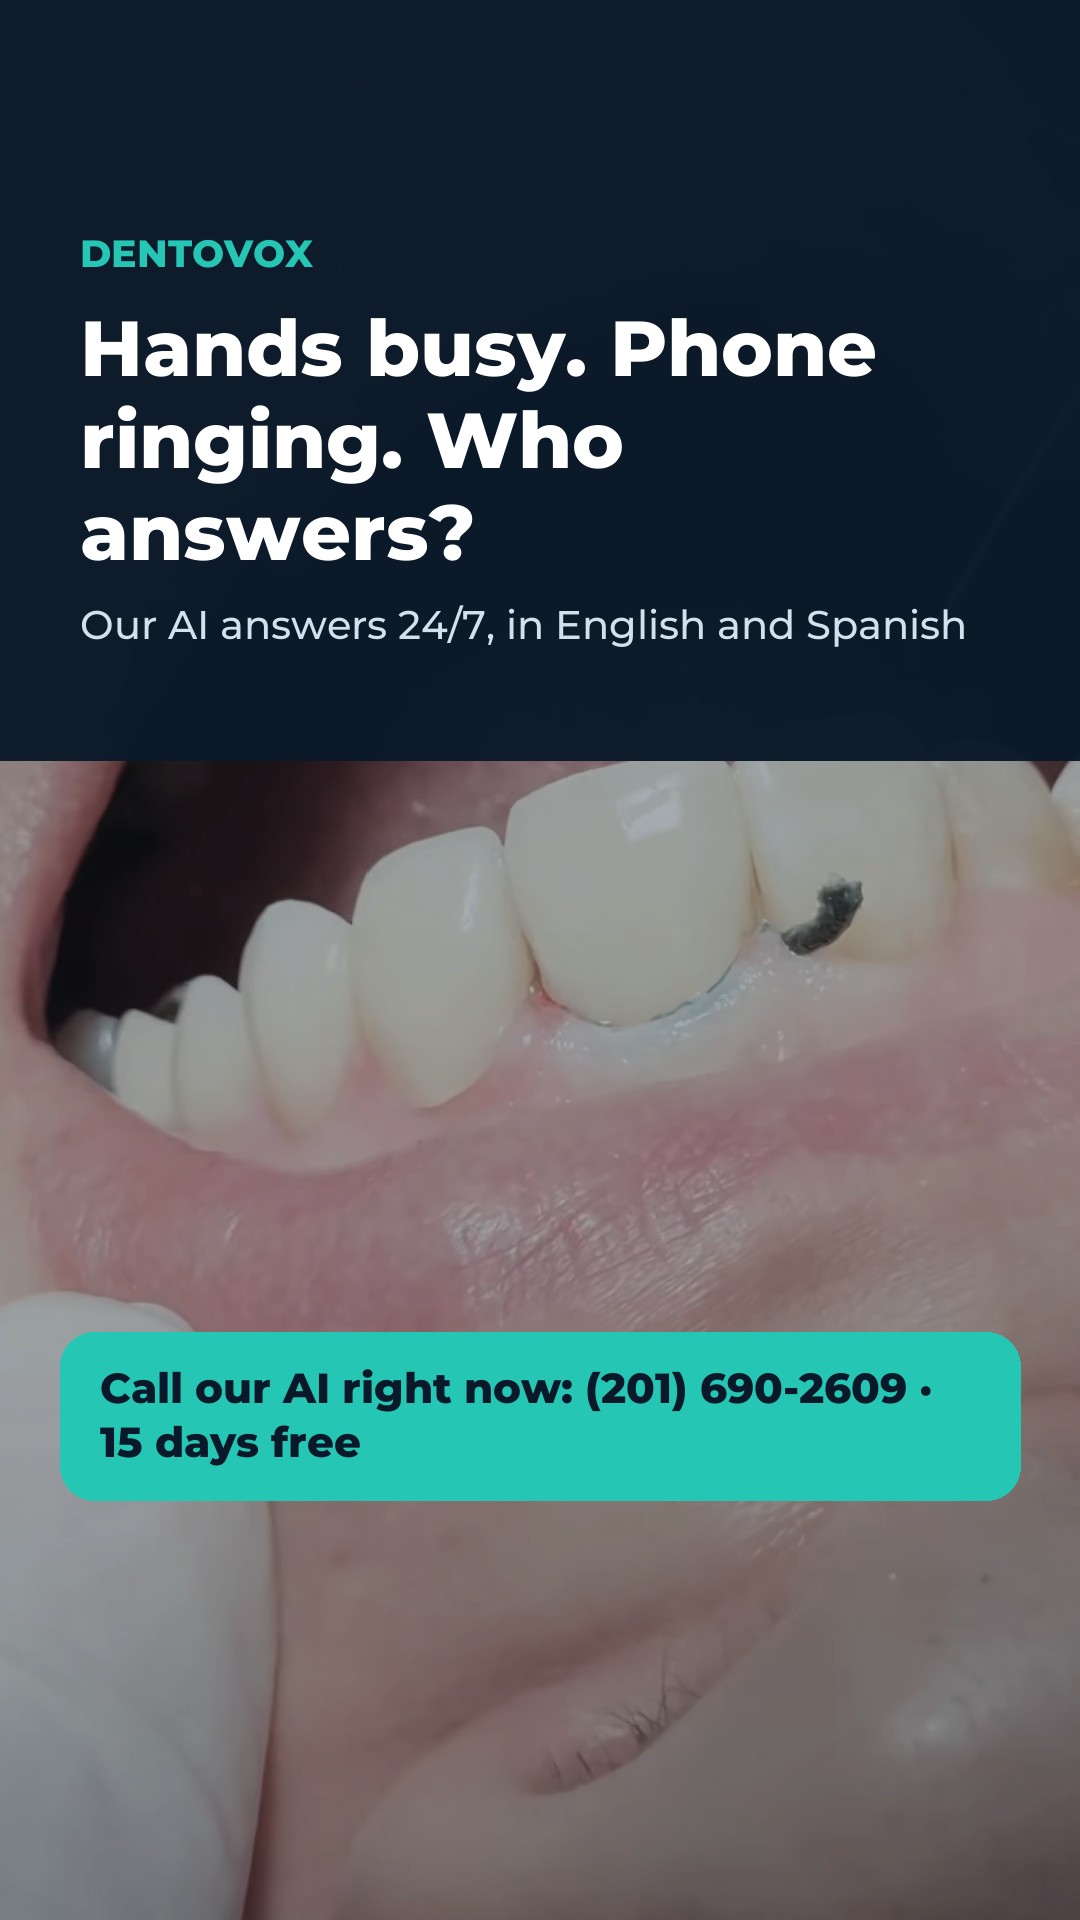 DENTOVOX
Hands busy. Phone
ringing. Who
answers?
Our AI answers 24/7, in English and Spanish
Call our AI right now: (201) 690-2609 •
15 days free